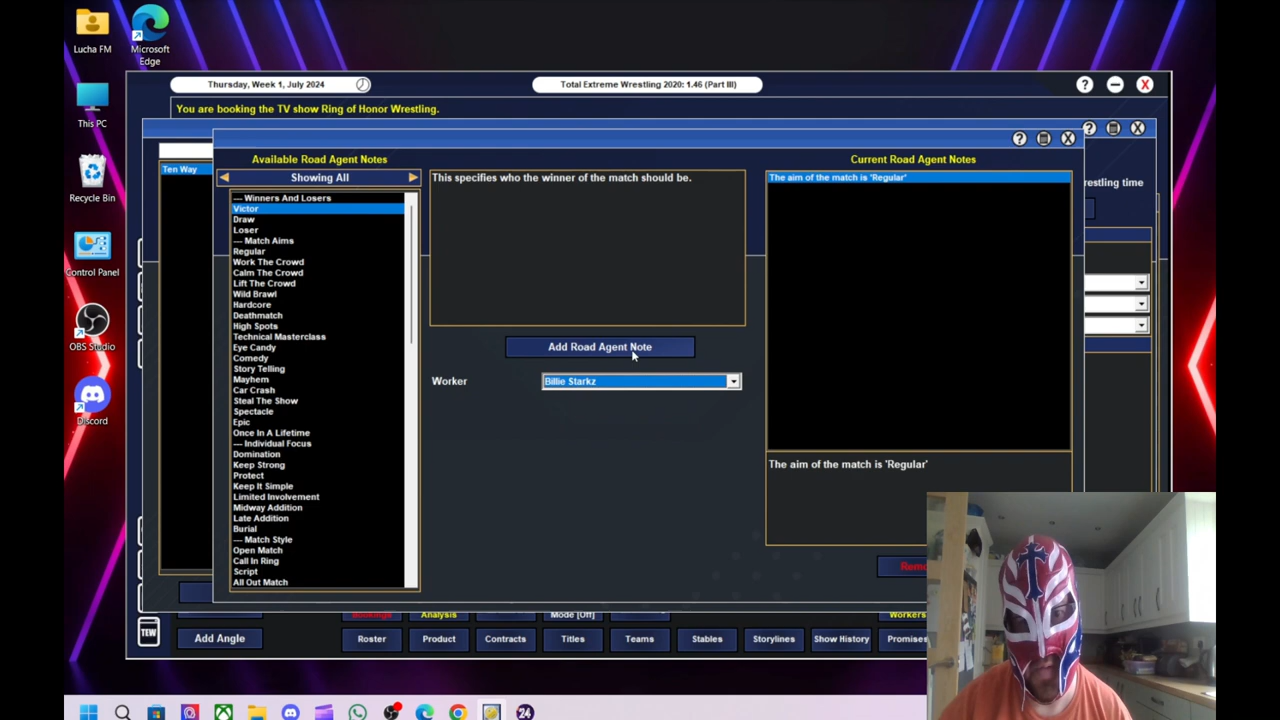 Lucha FM
Microsoft
Edge
This PC
Recycle Bin
Control Panel
OBS Studio
Discord
Thursday, Week 1, July 2024
Total Extreme Wrestling 2020: 1.46 (Part III)
? X
You are booking the TV show Ring of Honor Wrestling.
? X
? X
Ten Way
Available Road Agent Notes
Current Road Agent Notes
Showing All
This specifies who the winner of the match should be.
The aim of the match is 'Regular'
restling time
--- Winners And Losers
Victor
Draw
Loser
--- Match Aims
Regular
Work The Crowd
Calm The Crowd
Lift The Crowd
Wild Brawl
Hardcore
Deathmatch
High Spots
Technical Masterclass
Eye Candy
Comedy
Story Telling
Mayhem
Car Crash
Steal The Show
Spectacle
Epic
Once In A Lifetime
--- Individual Focus
Domination
Keep Strong
Protect
Keep It Simple
Limited Involvement
Midway Addition
Late Addition
Burial
--- Match Style
Open Match
Call In Ring
Script
All Out Match
Add Road Agent Note
Worker
Billie Starkz
The aim of the match is 'Regular'
Remo
Bookings
Analysis
Mode [Off]
Workers
TEW
Add Angle
Roster
Product
Contracts
Titles
Teams
Stables
Storylines
Show History
Promises
24